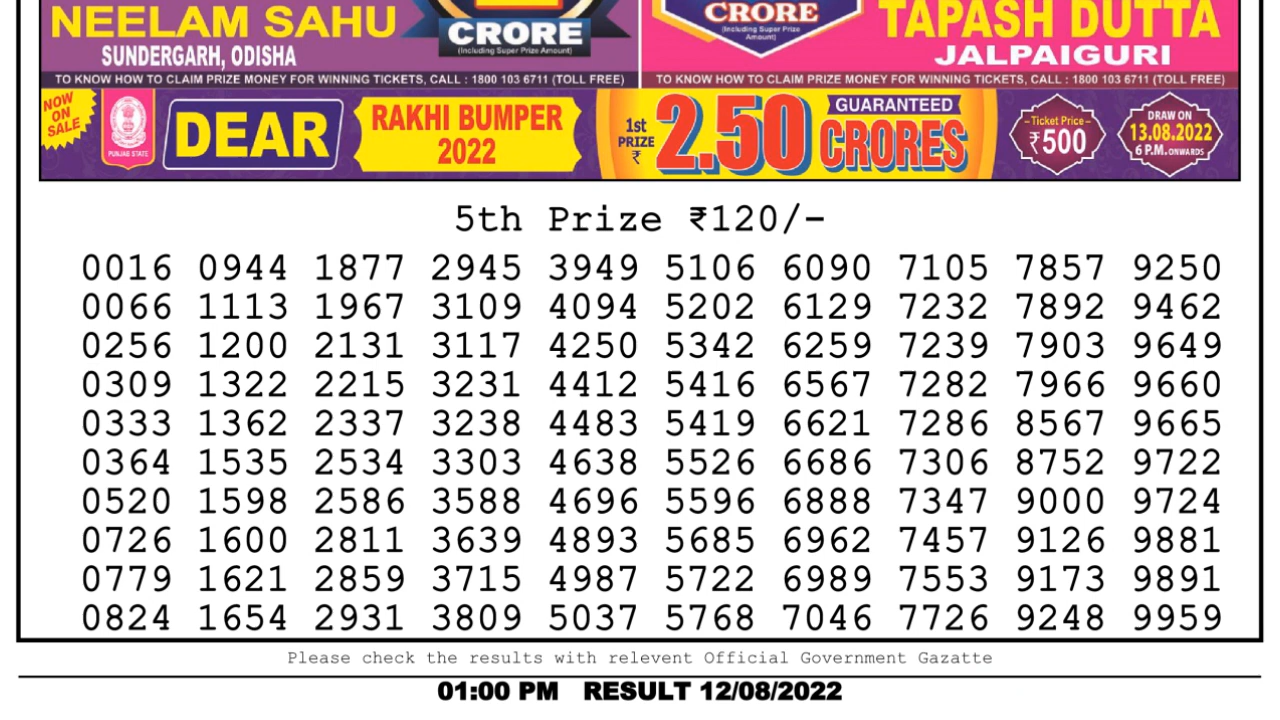 NEELAM SAHU
SUNDERGARH, ODISHA
CRORE
(Including Super Prize Amount)
CRORE
(Including Super Prize
Amount)
TAPASH DUTTA
JALPAIGURI
TO KNOW HOW TO CLAIM PRIZE MONEY FOR WINNING TICKETS, CALL : 1800 103 6711 (TOLL FREE)
TO KNOW HOW TO CLAIM PRIZE MONEY FOR WINNING TICKETS, CALL : 1800 103 6711 (TOLL FREE)
NOW
ON
SALE
PUNJAB STATE
DEAR
RAKHI BUMPER
2022
1st
PRIZE
₹
2.50
GUARANTEED
CRORES
Ticket Price
₹500
DRAW ON
13.08.2022
6 P.M. ONWARDS
5th Prize ₹120/-
0016 0944 1877 2945 3949 5106 6090 7105 7857 9250
0066 1113 1967 3109 4094 5202 6129 7232 7892 9462
0256 1200 2131 3117 4250 5342 6259 7239 7903 9649
0309 1322 2215 3231 4412 5416 6567 7282 7966 9660
0333 1362 2337 3238 4483 5419 6621 7286 8567 9665
0364 1535 2534 3303 4638 5526 6686 7306 8752 9722
0520 1598 2586 3588 4696 5596 6888 7347 9000 9724
0726 1600 2811 3639 4893 5685 6962 7457 9126 9881
0779 1621 2859 3715 4987 5722 6989 7553 9173 9891
0824 1654 2931 3809 5037 5768 7046 7726 9248 9959
Please check the results with relevent Official Government Gazatte
01:00 PM RESULT 12/08/2022